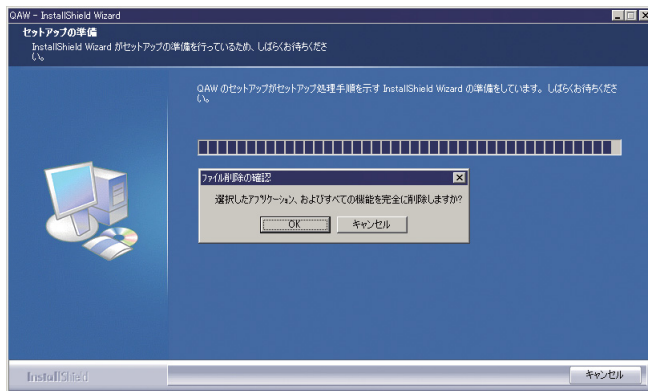 QAW - InstallShield Wizard
セットアップの準備
InstallShield Wizard がセットアップの準備を行っているため、しばらくお待ちくださ
い。
QAW のセットアップがセットアップ処理手順を示す InstallShield Wizard の準備をしています。しばらくお待ちくださ
い。
ファイル削除の確認
選択したアプリケーション、およびすべての機能を完全に削除しますか?
OK
キャンセル
InstallShield
キャンセル